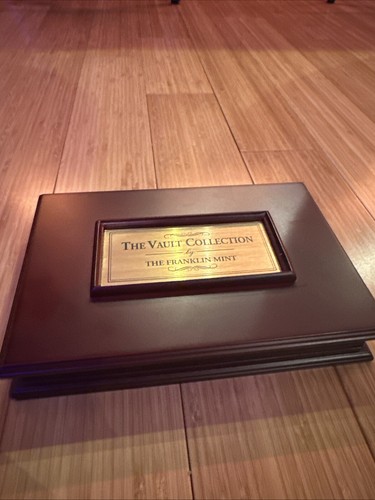 THE VAULT COLLECTION
by
THE FRANKLIN MINT